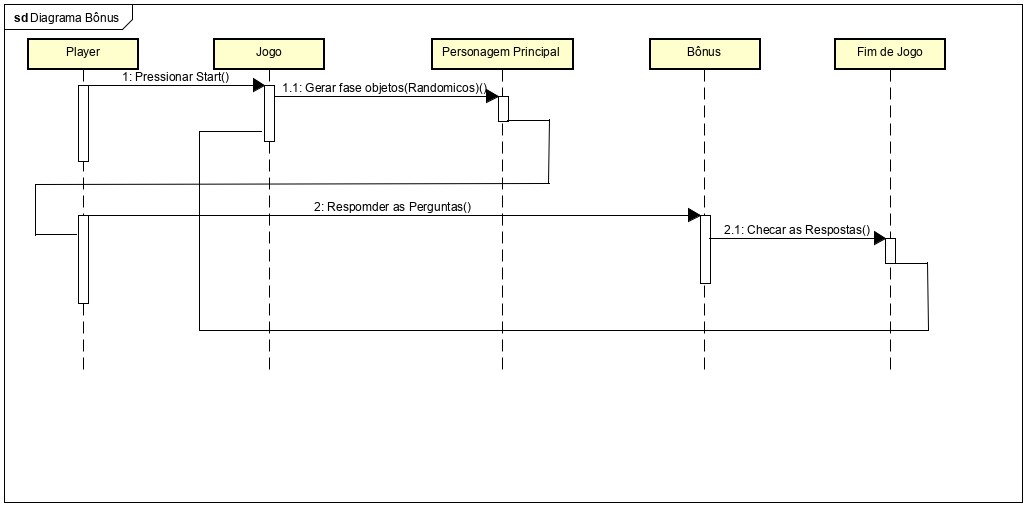 sd Diagrama Bônus
Player
Jogo
Personagem Principal
Bônus
Fim de Jogo
1: Pressionar Start()
1.1: Gerar fase objetos(Randomicos)()
2: Respomder as Perguntas()
2.1: Checar as Respostas()